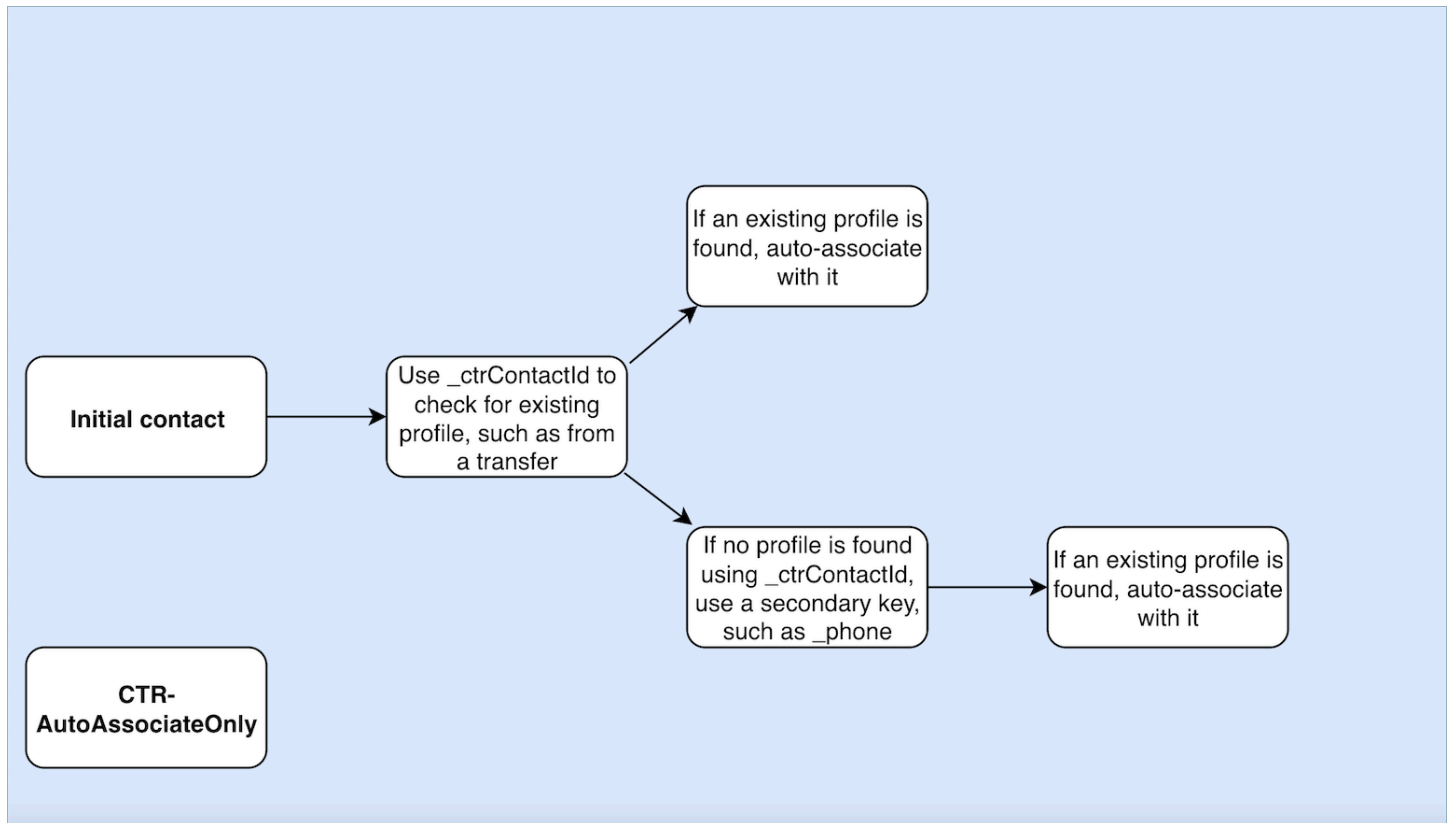 If an existing profile is
found, auto-associate
with it
Initial contact
Use _ctrContactId to
check for existing
profile, such as from
a transfer
If no profile is found
using _ctrContactId,
use a secondary key,
such as _phone
If an existing profile is
found, auto-associate
with it
CTR-
AutoAssociateOnly